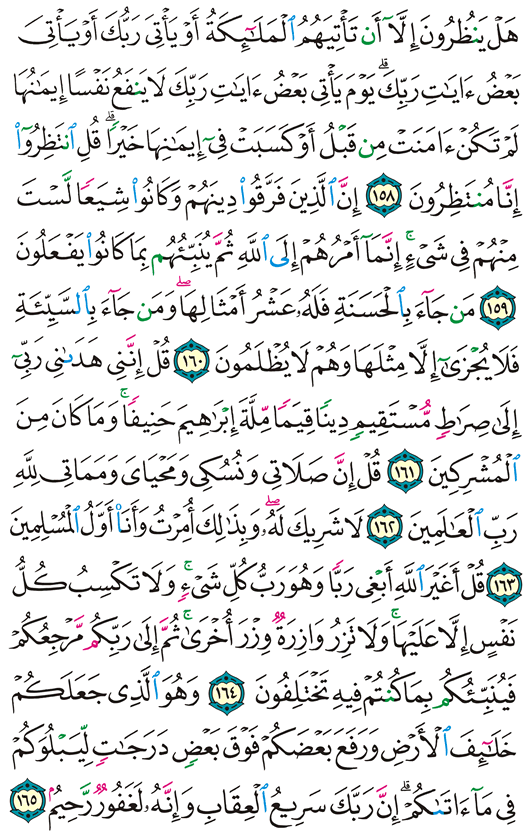 هَلْ يَنظُرُونَ إِلَّآ أَن تَأْتِيَهُمُ ٱلْمَلَـٰٓئِكَةُ أَوْ يَأْتِىَ رَبُّكَ أَوْ يَأْتِىَ
بَعْضُ ءَايَـٰتِ رَبِّكَ ۗ يَوْمَ يَأْتِى بَعْضُ ءَايَـٰتِ رَبِّكَ لَا يَنفَعُ نَفْسًا إِيمَـٰنُهَا
لَمْ تَكُنْ ءَامَنَتْ مِن قَبْلُ أَوْ كَسَبَتْ فِىٓ إِيمَـٰنِهَا خَيْرًا ۗ قُلِ ٱنتَظِرُوٓا۟
إِنَّا مُنتَظِرُونَ ١٥٨ إِنَّ ٱلَّذِينَ فَرَّقُوا۟ دِينَهُمْ وَكَانُوا۟ شِيَعًا لَّسْتَ
مِنْهُمْ فِى شَىْءٍ ۚ إِنَّمَآ أَمْرُهُمْ إِلَى ٱللَّهِ ثُمَّ يُنَبِّئُهُم بِمَا كَانُوا۟ يَفْعَلُونَ
١٥٩ مَن جَآءَ بِٱلْحَسَنَةِ فَلَهُۥ عَشْرُ أَمْثَالِهَا ۖ وَمَن جَآءَ بِٱلسَّيِّئَةِ
فَلَا يُجْزَىٰٓ إِلَّا مِثْلَهَا وَهُمْ لَا يُظْلَمُونَ ١٦٠ قُلْ إِنَّنِى هَدَىٰنِى رَبِّىٓ
إِلَىٰ صِرَٰطٍ مُّسْتَقِيمٍ دِينًا قِيَمًا مِّلَّةَ إِبْرَٰهِيمَ حَنِيفًا ۚ وَمَا كَانَ مِنَ
ٱلْمُشْرِكِينَ ١٦١ قُلْ إِنَّ صَلَاتِى وَنُسُكِى وَمَحْيَاىَ وَمَمَاتِى لِلَّهِ
رَبِّ ٱلْعَـٰلَمِينَ ١٦٢ لَا شَرِيكَ لَهُۥ ۖ وَبِذَٰلِكَ أُمِرْتُ وَأَنَا۠ أَوَّلُ ٱلْمُسْلِمِينَ
١٦٣ قُلْ أَغَيْرَ ٱللَّهِ أَبْغِى رَبًّا وَهُوَ رَبُّ كُلِّ شَىْءٍ ۚ وَلَا تَكْسِبُ كُلُّ
نَفْسٍ إِلَّا عَلَيْهَا ۚ وَلَا تَزِرُ وَازِرَةٌ وِزْرَ أُخْرَىٰ ۚ ثُمَّ إِلَىٰ رَبِّكُم مَّرْجِعُكُمْ
فَيُنَبِّئُكُم بِمَا كُنتُمْ فِيهِ تَخْتَلِفُونَ ١٦٤ وَهُوَ ٱلَّذِى جَعَلَكُمْ
خَلَـٰٓئِفَ ٱلْأَرْضِ وَرَفَعَ بَعْضَكُمْ فَوْقَ بَعْضٍ دَرَجَـٰتٍ لِّيَبْلُوَكُمْ
فِى مَآ ءَاتَىٰكُمْ ۗ إِنَّ رَبَّكَ سَرِيعُ ٱلْعِقَابِ وَإِنَّهُۥ لَغَفُورٌ رَّحِيمٌۢ ١٦٥